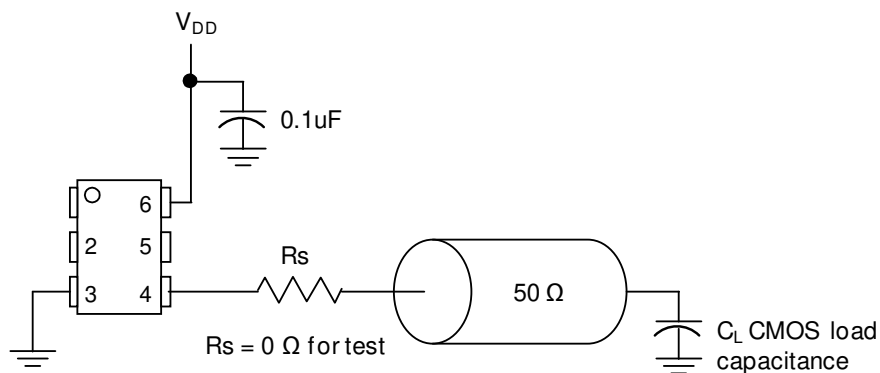 V_DD
0.1uF
6
2 5
3 4
Rs
50 Ω
Rs = 0 Ω for test
C_L CMOS load
capacitance